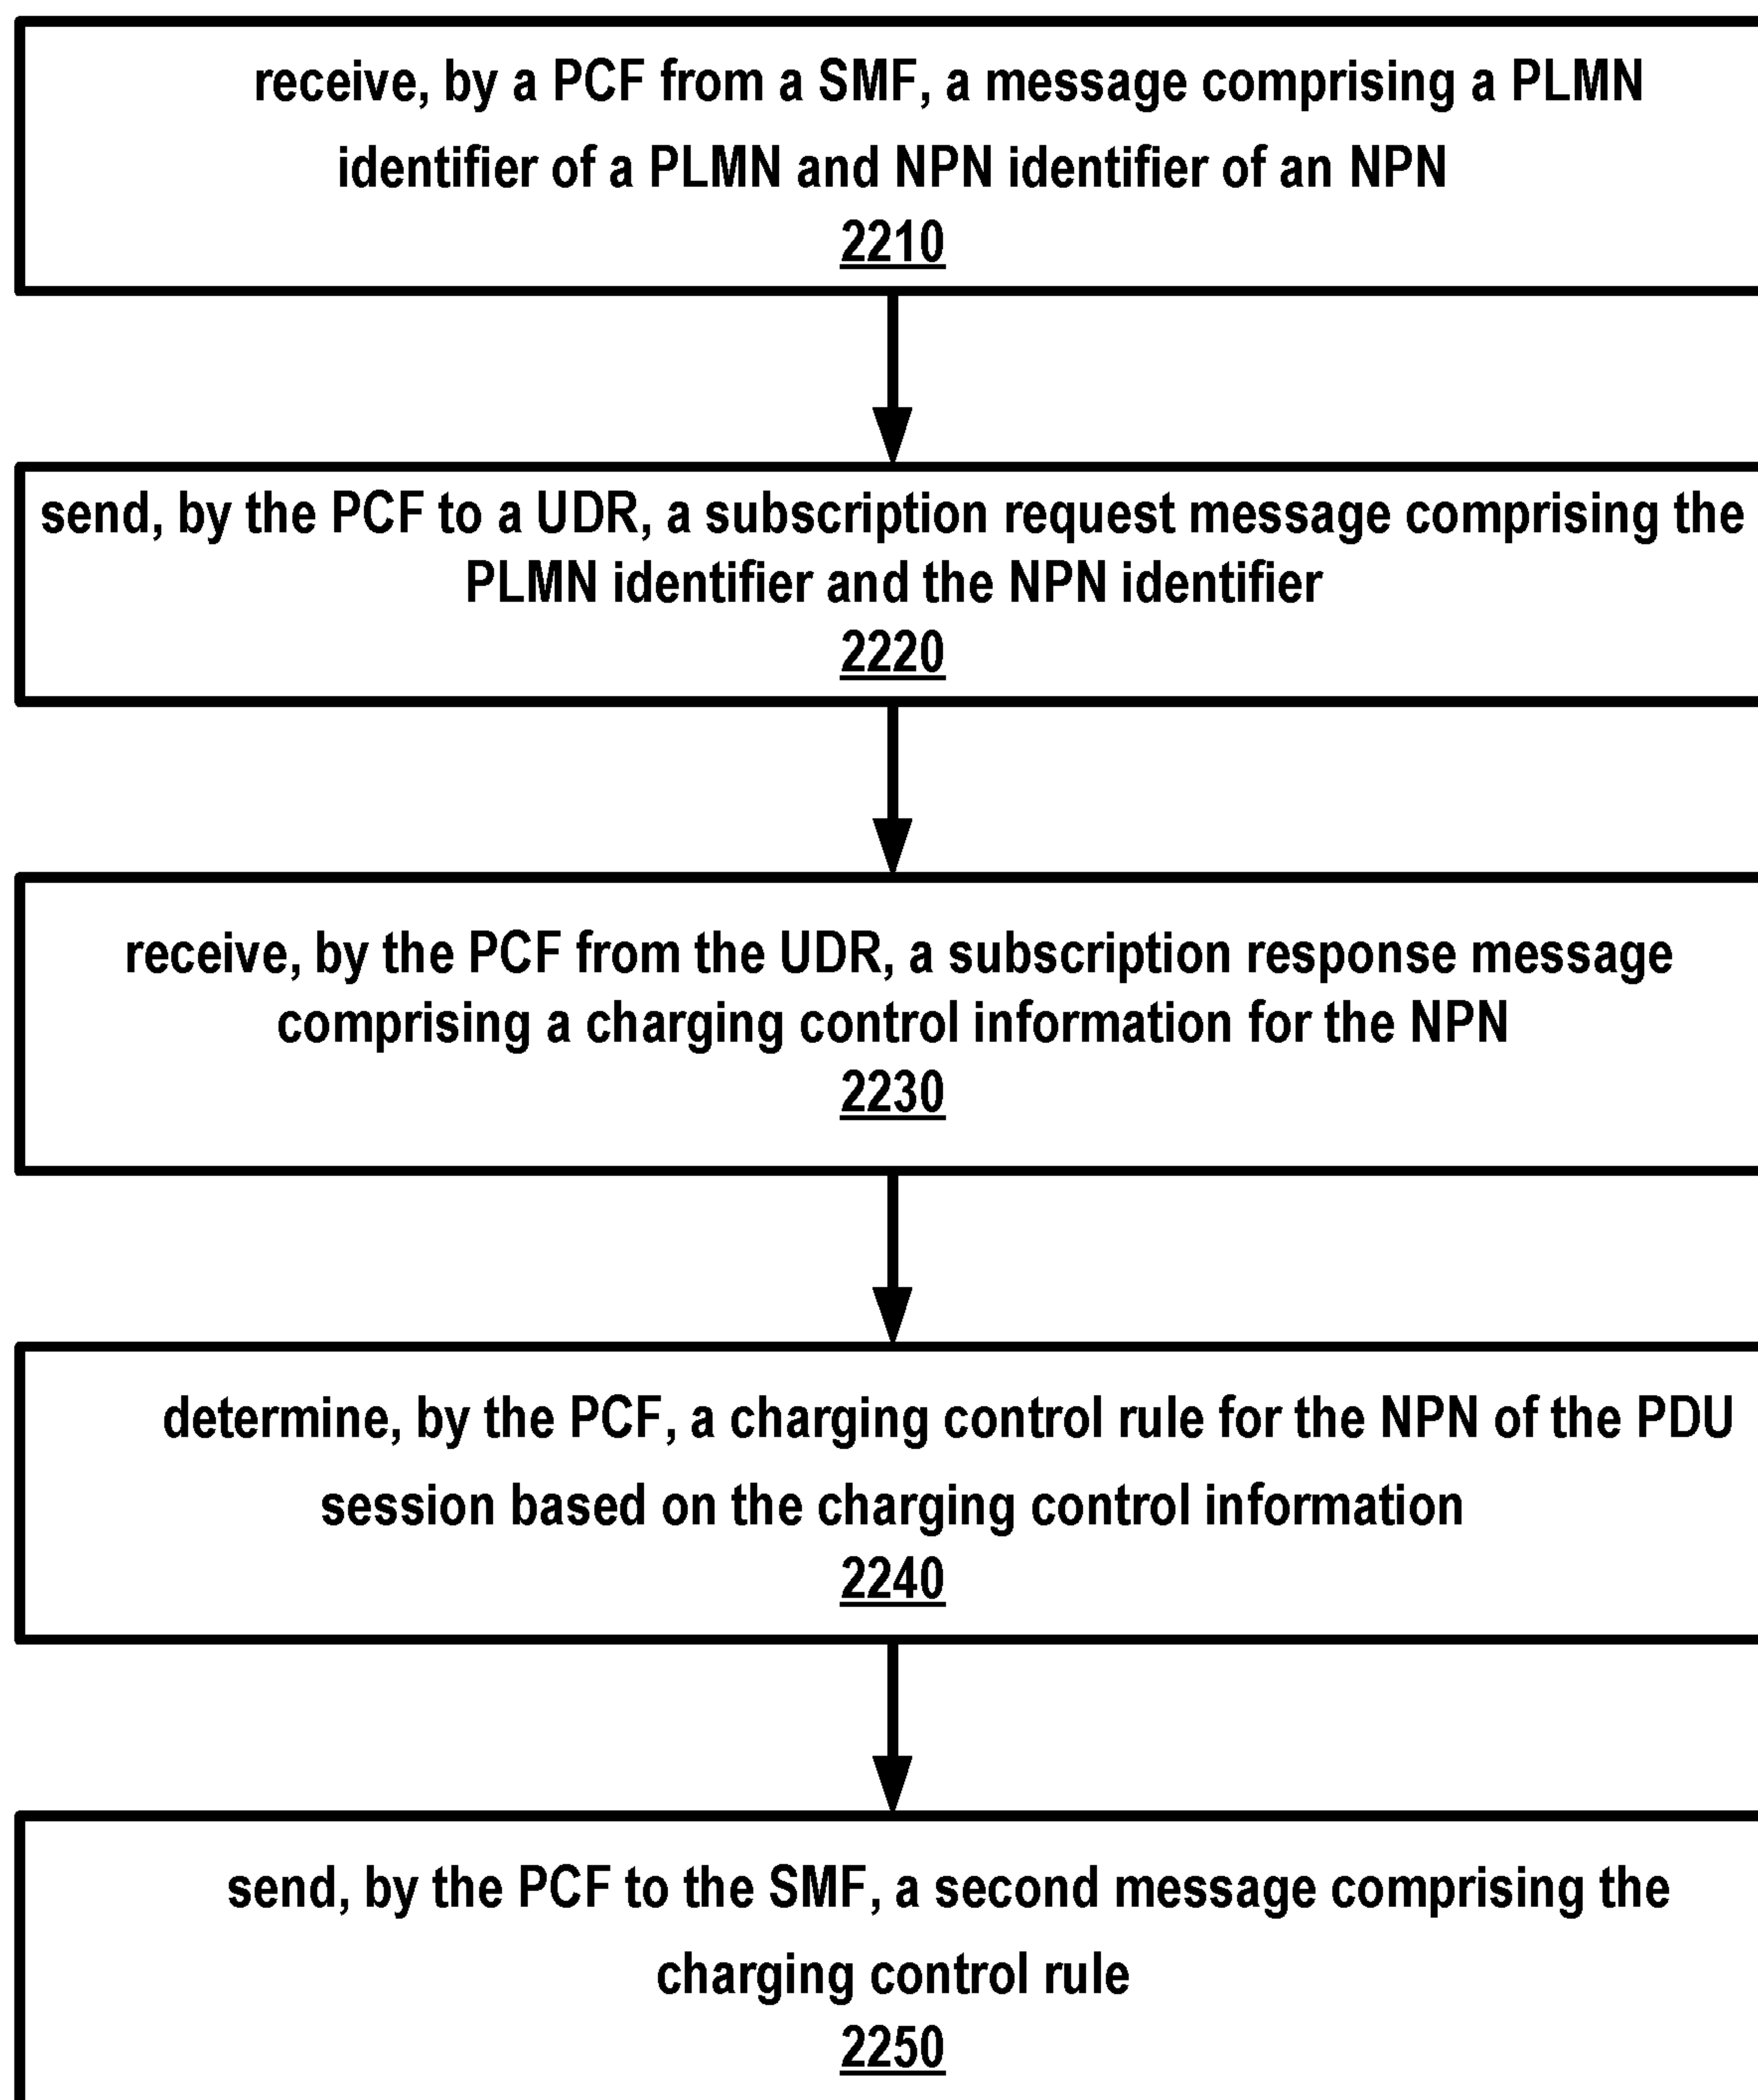 receive, by a PCF from a SMF, a message comprising a PLMN
identifier of a PLMN and NPN identifier of an NPN
2210
send, by the PCF to a UDR, a subscription request message comprising the
PLMN identifier and the NPN identifier
2220
receive, by the PCF from the UDR, a subscription response message
comprising a charging control information for the NPN
2230
determine, by the PCF, a charging control rule for the NPN of the PDU
session based on the charging control information
2240
send, by the PCF to the SMF, a second message comprising the
charging control rule
2250